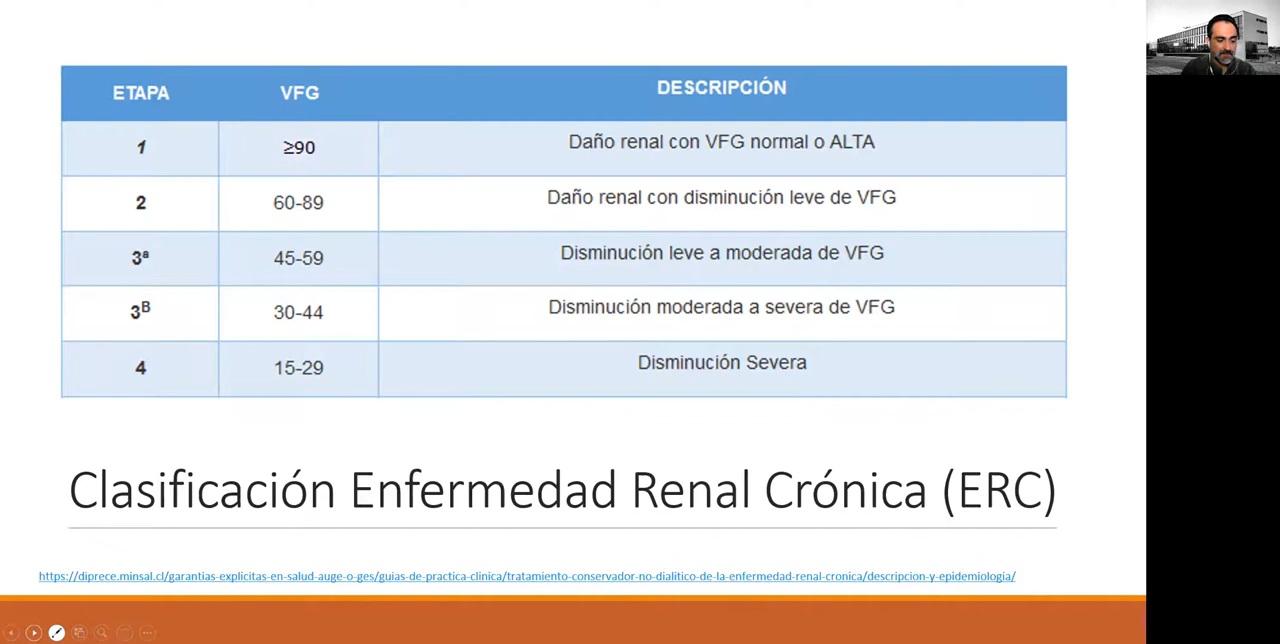 ETAPA VFG DESCRIPCIÓN
1 ≥90 Daño renal con VFG normal o ALTA
2 60-89 Daño renal con disminución leve de VFG
3ª 45-59 Disminución leve a moderada de VFG
3ᴮ 30-44 Disminución moderada a severa de VFG
4 15-29 Disminución Severa
Clasificación Enfermedad Renal Crónica (ERC)
https://diprece.minsal.cl/garantias-explicitas-en-salud-auge-o-ges/guias-de-practica-clinica/tratamiento-conservador-no-dialitico-de-la-enfermedad-renal-cronica/descripcion-y-epidemiologia/